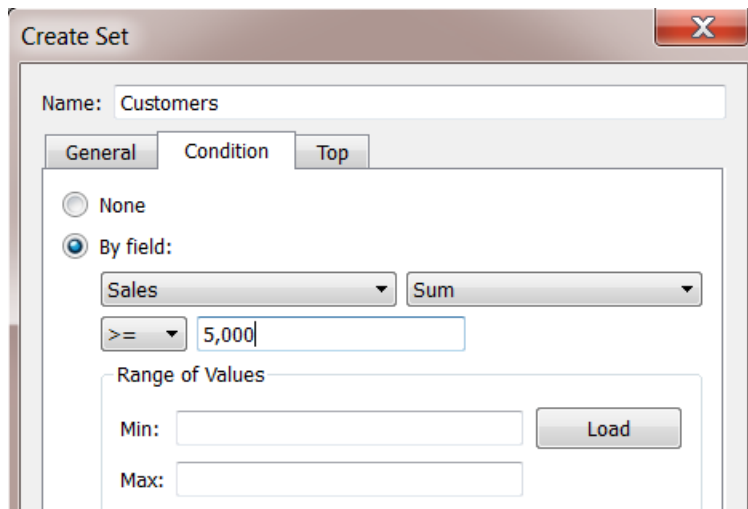 Create Set
X
Name: Customers
General Condition Top
None
By field:
Sales Sum
>= 5,000
Range of Values
Min: Load
Max: